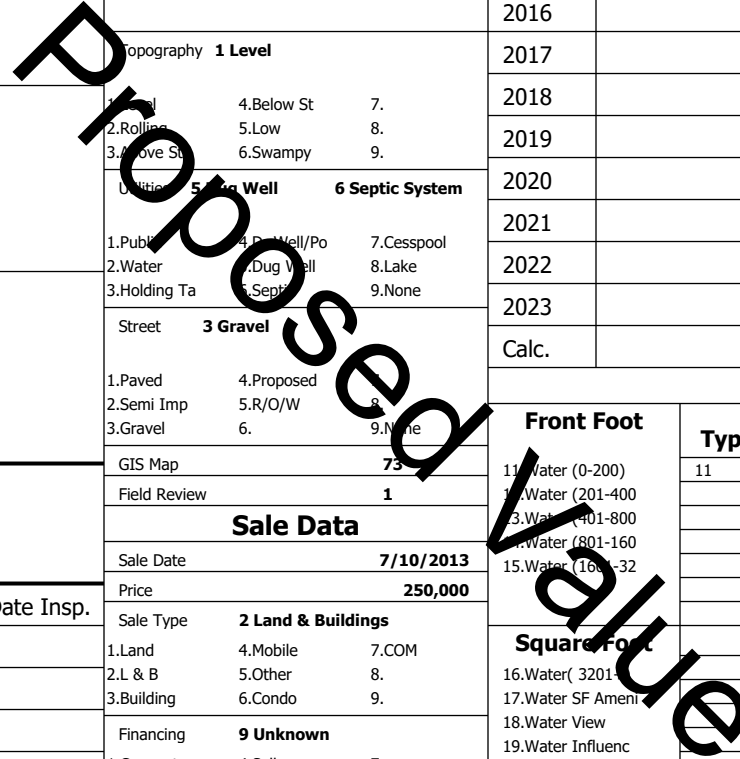 Topography 1 Level
1.Level 4.Below St 7.
2.Rolling 5.Low 8.
3.Above St 6.Swampy 9.
Utilities 5 Dug Well 6 Septic System
1.Public 4.Dr Well/Po 7.Cesspool
2.Water 5.Dug Well 8.Lake
3.Holding Ta 6.Septic 9.None
Street 3 Gravel
1.Paved 4.Proposed 7.
2.Semi Imp 5.R/O/W 8.
3.Gravel 6. 9.None
GIS Map 73
Field Review 1
Sale Data
Sale Date 7/10/2013
Price 250,000
Sale Type 2 Land & Buildings
1.Land 4.Mobile 7.COM
2.L & B 5.Other 8.
3.Building 6.Condo 9.
Financing 9 Unknown
Date Insp.
2016
2017
2018
2019
2020
2021
2022
2023
Calc.
Front Foot
Typ
11.Water (0-200) 11
12.Water (201-400
13.Water (401-800
14.Water (801-160
15.Water (1601-32
Square Foot
16.Water( 3201-
17.Water SF Ameni
18.Water View
19.Water Influenc
Proposed Value